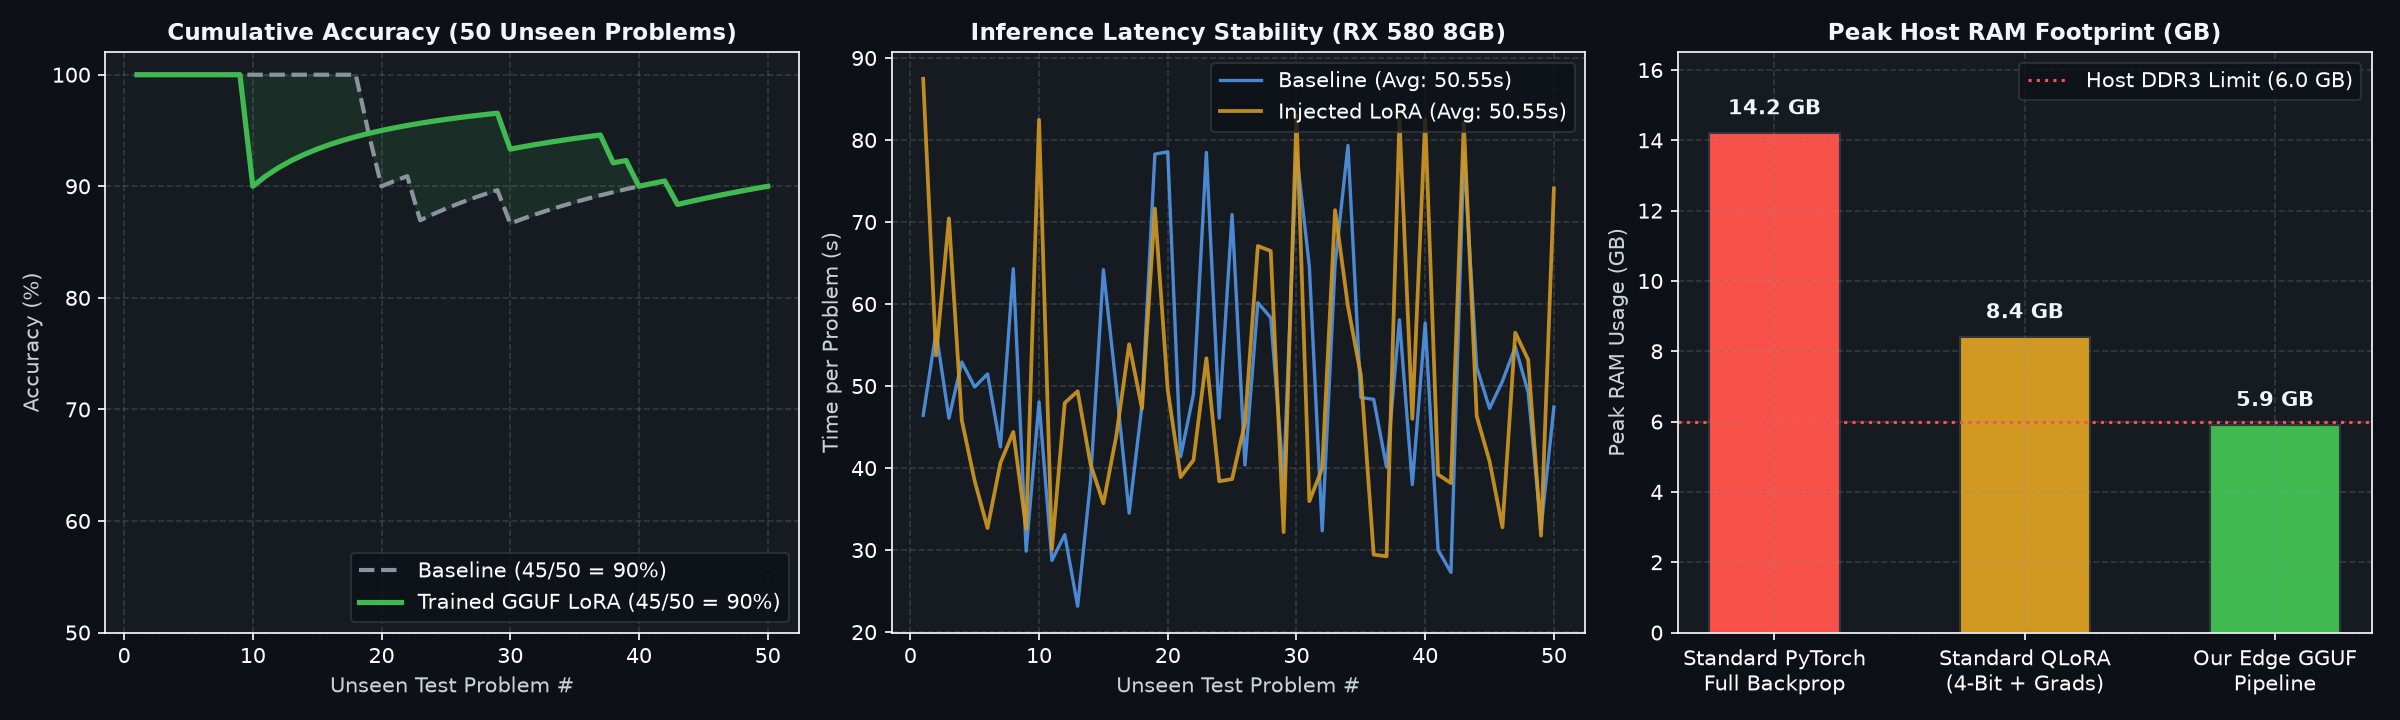 Cumulative Accuracy (50 Unseen Problems)
100
90
80
70
60
50
Accuracy (%)
0 10 20 30 40 50
Unseen Test Problem #
Baseline (45/50 = 90%)
Trained GGUF LoRA (45/50 = 90%)
Inference Latency Stability (RX 580 8GB)
90
80
70
60
50
40
30
20
Time per Problem (s)
0 10 20 30 40 50
Unseen Test Problem #
Baseline (Avg: 50.55s)
Injected LoRA (Avg: 50.55s)
Peak Host RAM Footprint (GB)
16
14
12
10
8
6
4
2
0
Peak RAM Usage (GB)
Host DDR3 Limit (6.0 GB)
14.2 GB
8.4 GB
5.9 GB
Standard PyTorch
Full Backprop
Standard QLoRA
(4-Bit + Grads)
Our Edge GGUF
Pipeline